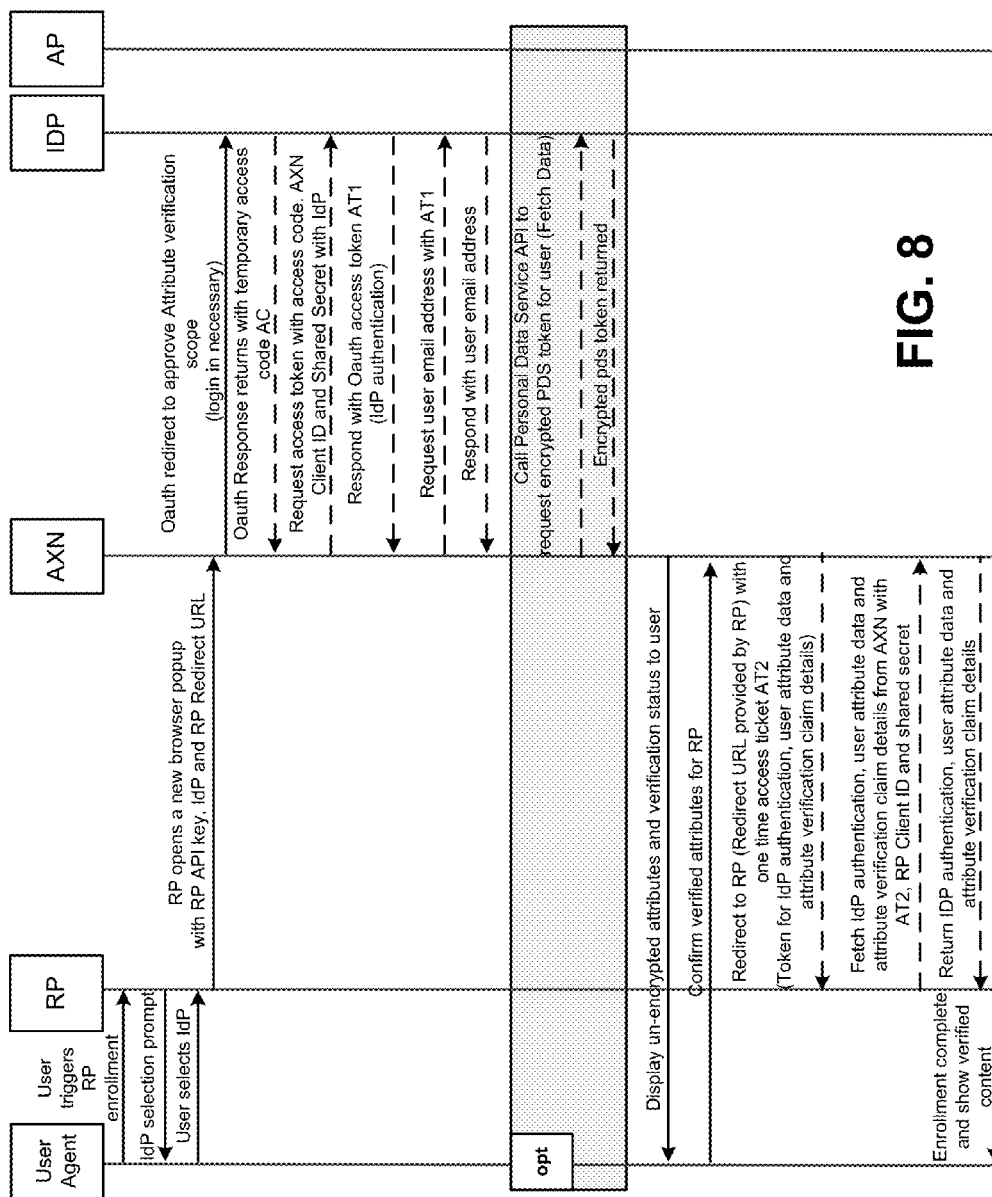 User
Agent
RP
AXN
IDP
AP
User
triggers
RP
enrollment
IdP selection prompt
User selects IdP
RP opens a new browser popup
with RP API key, IdP and RP Redirect URL
Oauth redirect to approve Attribute verification
scope
(login in necessary)
Oauth Response returns with temporary access
code AC
Request access token with access code. AXN
Client ID and Shared Secret with IdP
Respond with Oauth access token AT1
(IdP authentication)
Request user email address with AT1
Respond with user email address
opt
Call Personal Data Service API to
request encrypted PDS token for user (Fetch Data)
Encrypted pds token returned
Display un-encrypted attributes and verification status to user
Confirm verified attributes for RP
Redirect to RP (Redirect URL provided by RP) with
one time access ticket AT2
(Token for IdP authentication, user attribute data and
attribute verification claim details)
Fetch IdP authentication, user attribute data and
attribute verification claim details from AXN with
AT2, RP Client ID and shared secret
Return IDP authentication, user attribute data and
attribute verification claim details
Enrollment complete
and show verified
content
FIG. 8